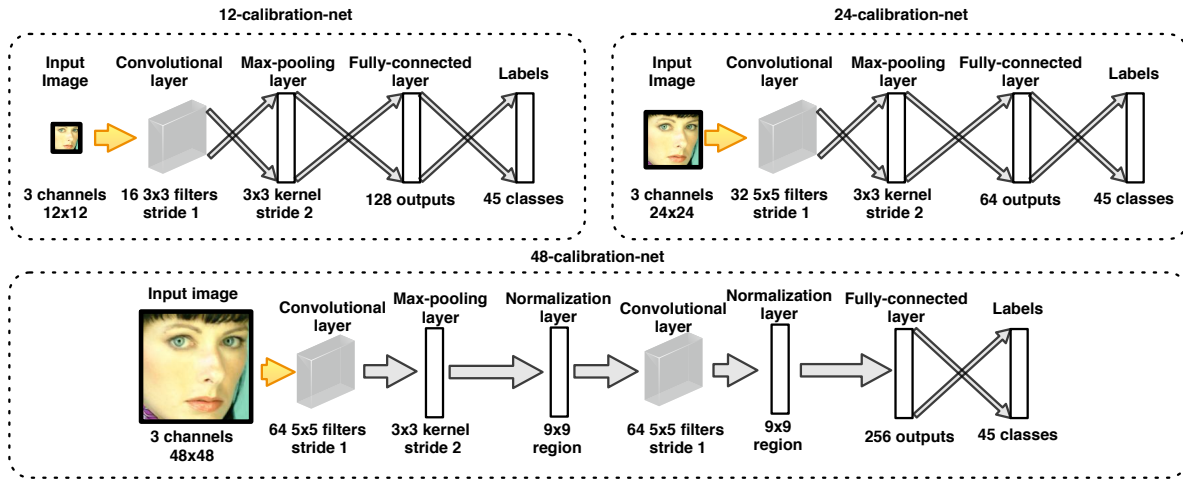 12-calibration-net
Input Image
Convolutional layer
Max-pooling layer
Fully-connected layer
Labels
3 channels 12x12
16 3x3 filters stride 1
3x3 kernel stride 2
128 outputs
45 classes
24-calibration-net
Input Image
Convolutional layer
Max-pooling layer
Fully-connected layer
Labels
3 channels 24x24
32 5x5 filters stride 1
3x3 kernel stride 2
64 outputs
45 classes
48-calibration-net
Input image
Convolutional layer
Max-pooling layer
Normalization layer
Convolutional layer
Normalization layer
Fully-connected layer
Labels
3 channels 48x48
64 5x5 filters stride 1
3x3 kernel stride 2
9x9 region
64 5x5 filters stride 1
9x9 region
256 outputs
45 classes